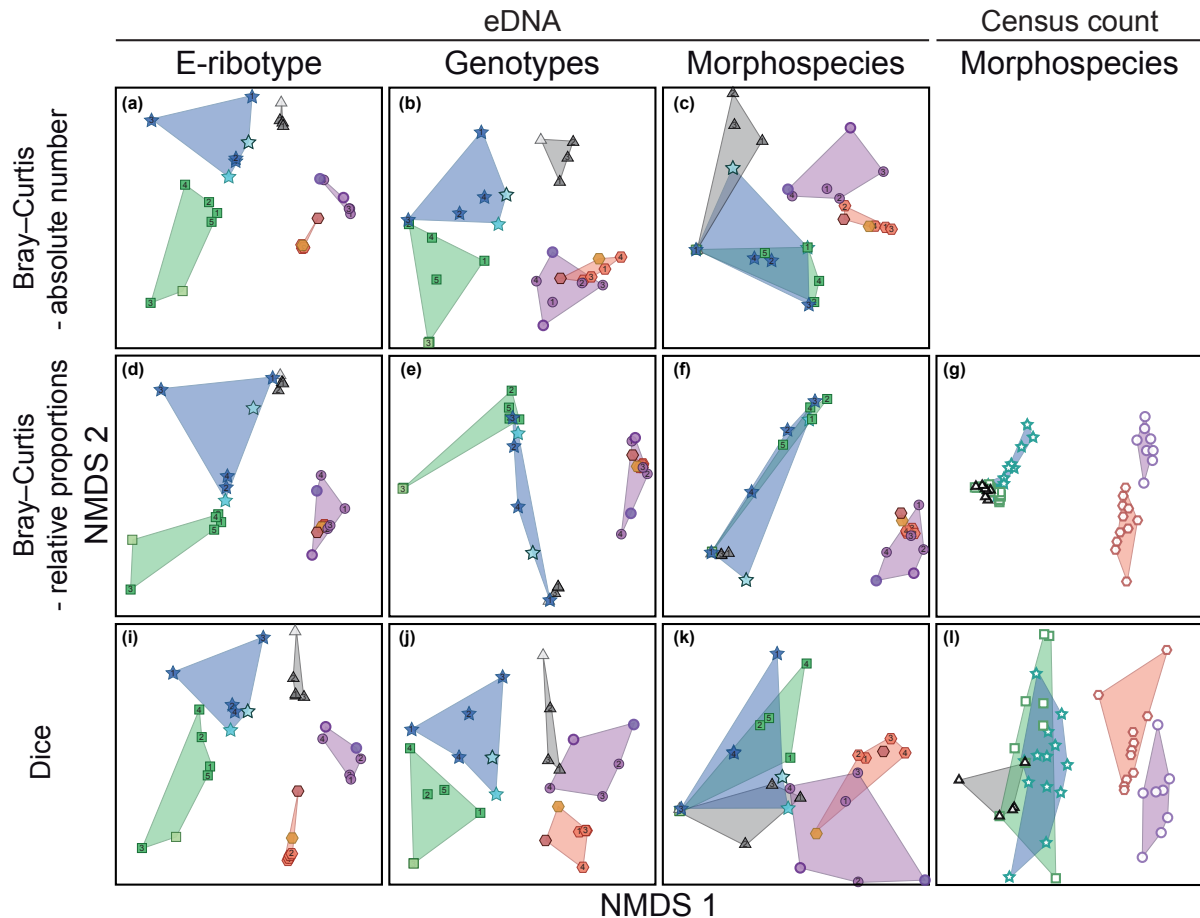 eDNA
Census count
E-ribotype
Genotypes
Morphospecies
Morphospecies
Bray–Curtis
- absolute number
(a)
(b)
(c)
Bray–Curtis
- relative proportions
NMDS 2
(d)
(e)
(f)
(g)
Dice
(i)
(j)
(k)
(l)
NMDS 1